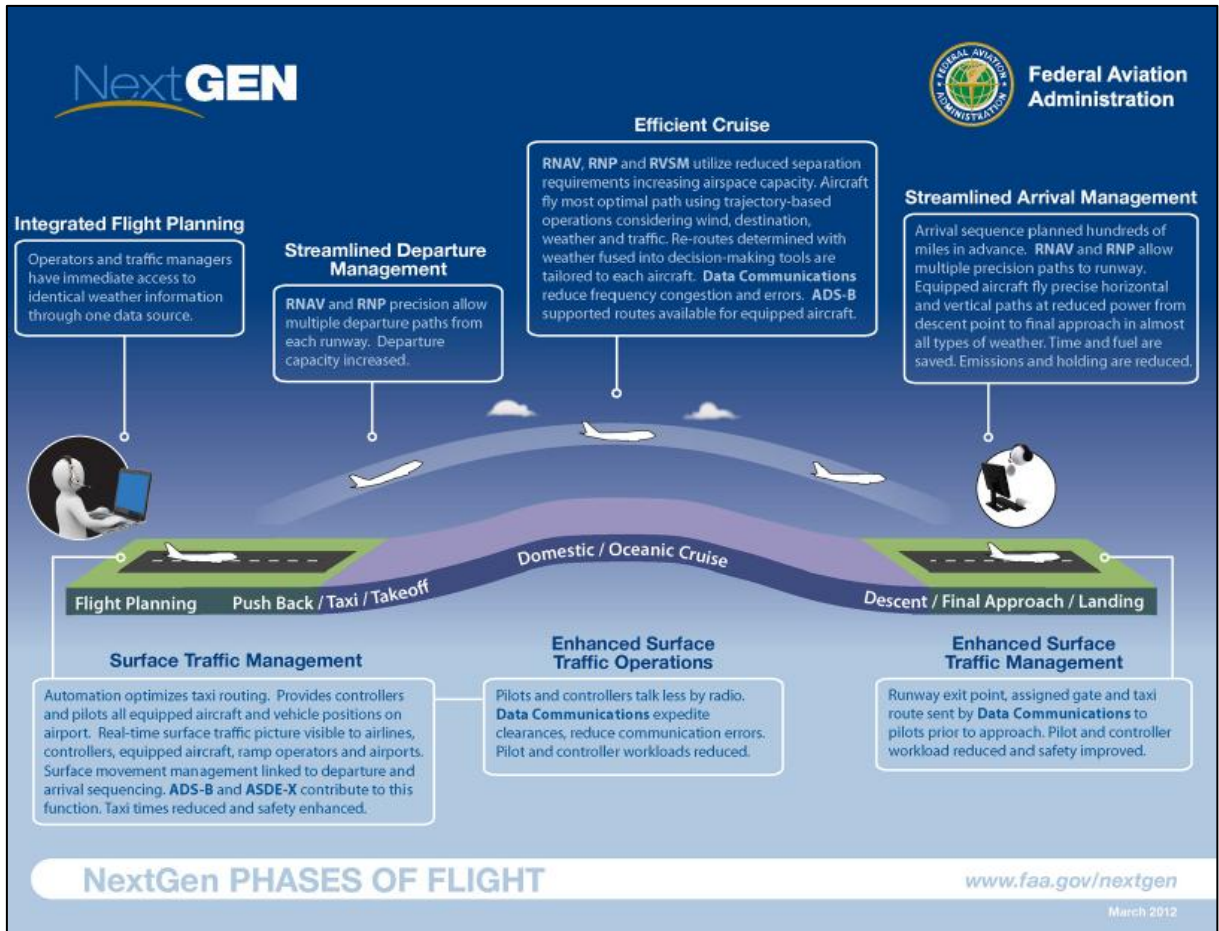 NextGEN
Federal Aviation
Administration
FEDERAL AVIATION
ADMINISTRATION
Efficient Cruise
RNAV, RNP and RVSM utilize reduced separation
requirements increasing airspace capacity. Aircraft
fly most optimal path using trajectory-based
operations considering wind, destination,
weather and traffic. Re-routes determined with
weather fused into decision-making tools are
tailored to each aircraft. Data Communications
reduce frequency congestion and errors. ADS-B
supported routes available for equipped aircraft.
Integrated Flight Planning
Operators and traffic managers
have immediate access to
identical weather information
through one data source.
Streamlined Departure
Management
RNAV and RNP precision allow
multiple departure paths from
each runway. Departure
capacity increased.
Streamlined Arrival Management
Arrival sequence planned hundreds of
miles in advance. RNAV and RNP allow
multiple precision paths to runway.
Equipped aircraft fly precise horizontal
and vertical paths at reduced power from
descent point to final approach in almost
all types of weather. Time and fuel are
saved. Emissions and holding are reduced.
Flight Planning
Push Back / Taxi / Takeoff
Domestic / Oceanic Cruise
Descent / Final Approach / Landing
Surface Traffic Management
Automation optimizes taxi routing. Provides controllers
and pilots all equipped aircraft and vehicle positions on
airport. Real-time surface traffic picture visible to airlines,
controllers, equipped aircraft, ramp operators and airports.
Surface movement management linked to departure and
arrival sequencing. ADS-B and ASDE-X contribute to this
function. Taxi times reduced and safety enhanced.
Enhanced Surface
Traffic Operations
Pilots and controllers talk less by radio.
Data Communications expedite
clearances, reduce communication errors.
Pilot and controller workloads reduced.
Enhanced Surface
Traffic Management
Runway exit point, assigned gate and taxi
route sent by Data Communications to
pilots prior to approach. Pilot and controller
workload reduced and safety improved.
NextGen PHASES OF FLIGHT
www.faa.gov/nextgen
March 2012